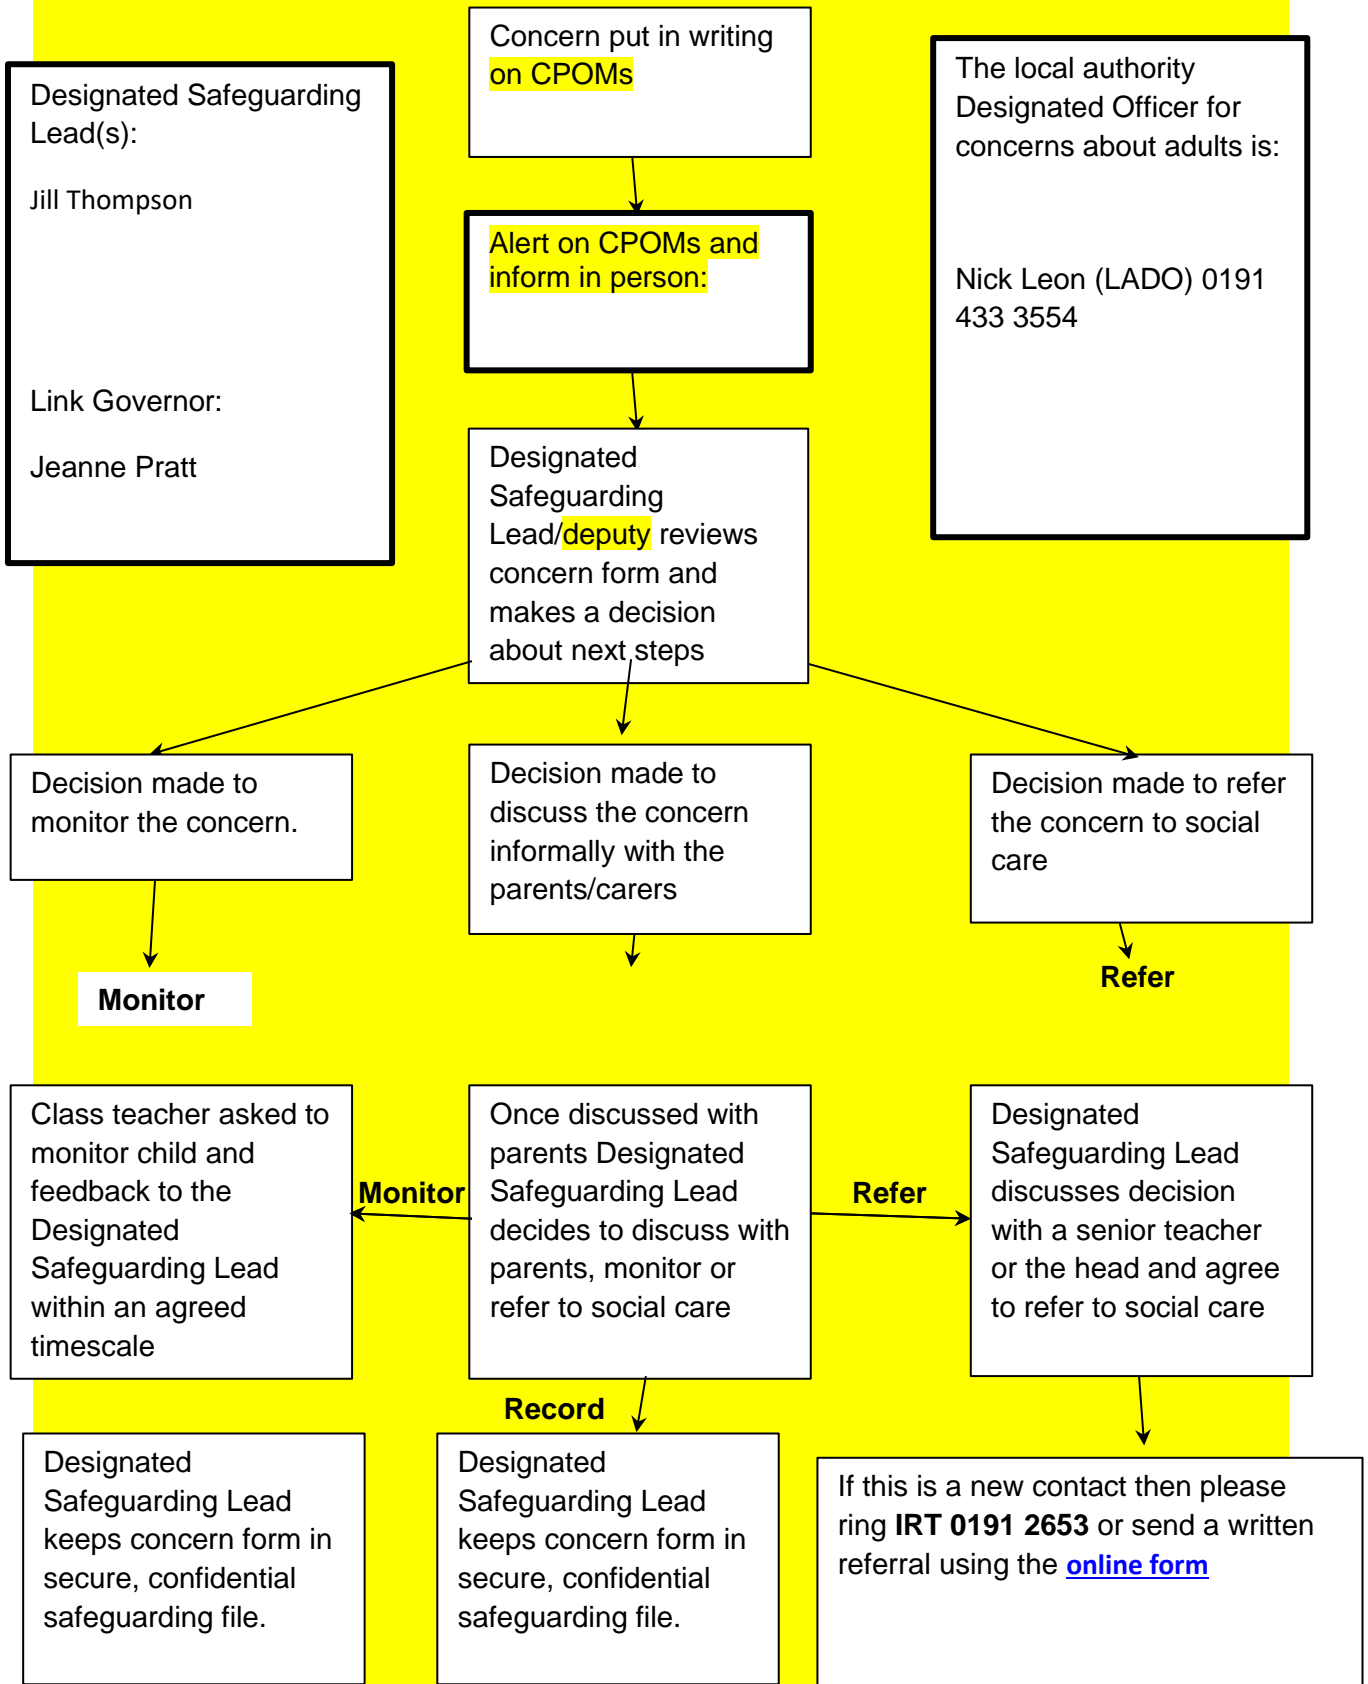 Concern put in writing
on CPOMs
Designated Safeguarding
Lead(s):
Jill Thompson
Link Governor:
Jeanne Pratt
The local authority
Designated Officer for
concerns about adults is:
Nick Leon (LADO) 0191
433 3554
Alert on CPOMs and
inform in person:
Designated
Safeguarding
Lead/deputy reviews
concern form and
makes a decision
about next steps
Decision made to
monitor the concern.
Decision made to
discuss the concern
informally with the
parents/carers
Decision made to refer
the concern to social
care
Monitor
Refer
Class teacher asked to
monitor child and
feedback to the
Designated
Safeguarding Lead
within an agreed
timescale
Monitor
Once discussed with
parents Designated
Safeguarding Lead
decides to discuss with
parents, monitor or
refer to social care
Refer
Designated
Safeguarding Lead
discusses decision
with a senior teacher
or the head and agree
to refer to social care
Record
Designated
Safeguarding Lead
keeps concern form in
secure, confidential
safeguarding file.
Designated
Safeguarding Lead
keeps concern form in
secure, confidential
safeguarding file.
If this is a new contact then please
ring IRT 0191 2653 or send a written
referral using the online form